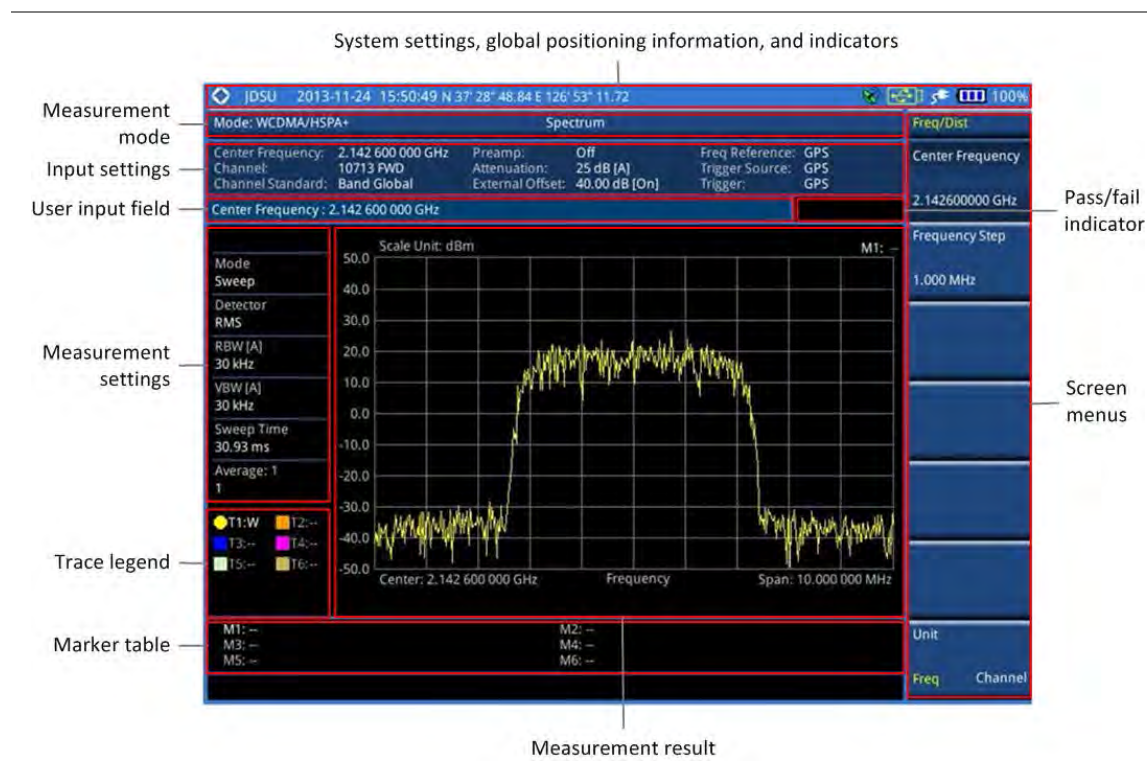 System settings, global positioning information, and indicators
JDSU 2013-11-24 15:50:49 N 37' 28" 48.84 E 126' 53" 11.72 100%
Measurement mode
Mode: WCDMA/HSPA+ Spectrum
Freq/Dist
Input settings
Center Frequency: 2.142 600 000 GHz Preamp: Off Freq Reference: GPS
Channel: 10713 FWD Attenuation: 25 dB [A] Trigger Source: GPS
Channel Standard: Band Global External Offset: 40.00 dB [On] Trigger: GPS
Center Frequency
2.142600000 GHz
User input field
Center Frequency : 2.142 600 000 GHz
Pass/fail indicator
Frequency Step
1.000 MHz
Measurement settings
Mode
Sweep
Detector
RMS
RBW [A]
30 kHz
VBW [A]
30 kHz
Sweep Time
30.93 ms
Average: 1
1
Scale Unit: dBm M1: --
50.0
40.0
30.0
20.0
10.0
0.0
-10.0
-20.0
-30.0
-40.0
-50.0
Center: 2.142 600 000 GHz Frequency Span: 10.000 000 MHz
Screen menus
Trace legend
T1:W T2:--
T3:-- T4:--
T5:-- T6:--
Marker table
M1: -- M2: --
M3: -- M4: --
M5: -- M6: --
Unit
Freq Channel
Measurement result